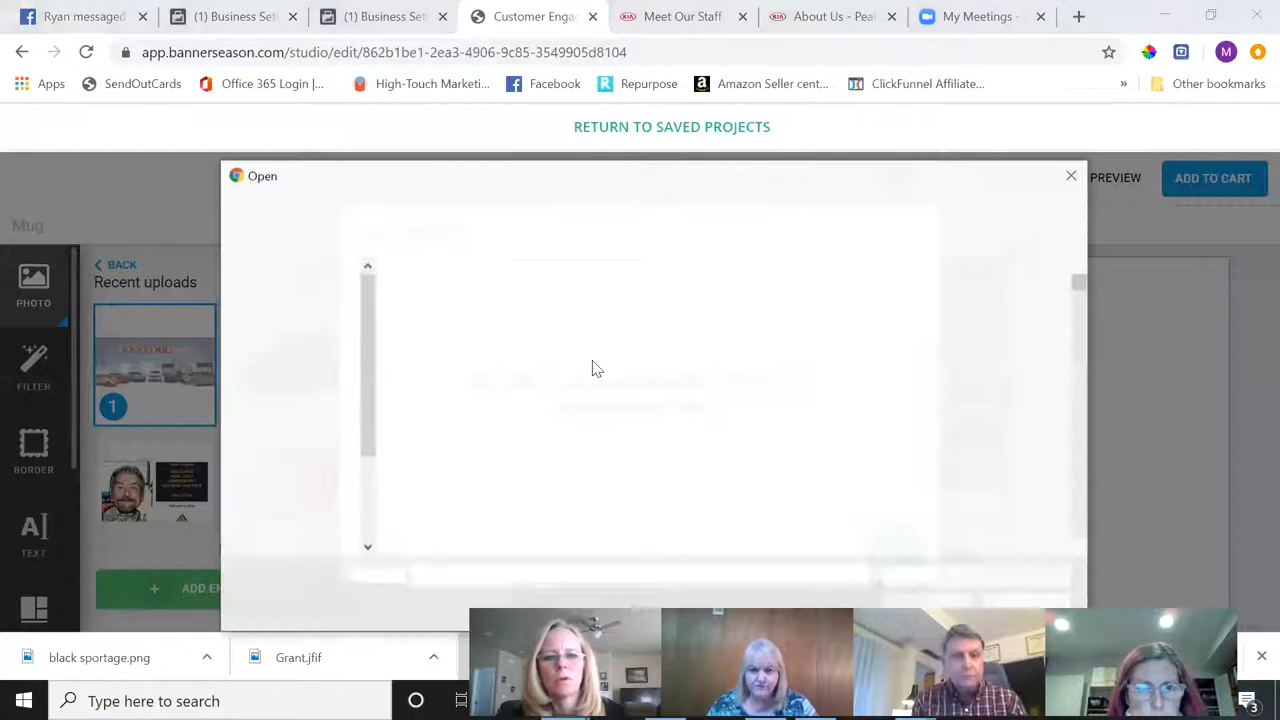 Ryan messaged
(1) Business Set
(1) Business Set
Customer Engag
Meet Our Staff
About Us - Peal
My Meetings -
app.bannerseason.com/studio/edit/862b1be1-2ea3-4906-9c85-3549905d8104
M
Apps
SendOutCards
Office 365 Login |...
High-Touch Marketi...
Facebook
Repurpose
Amazon Seller cent...
ClickFunnel Affiliate...
»
Other bookmarks
RETURN TO SAVED PROJECTS
Open
PREVIEW
ADD TO CART
Mug
BACK
Recent uploads
PHOTO
1
FILTER
BORDER
A
TEXT
+ ADD
black sportage.png
Grant.jfif
Type here to search
3